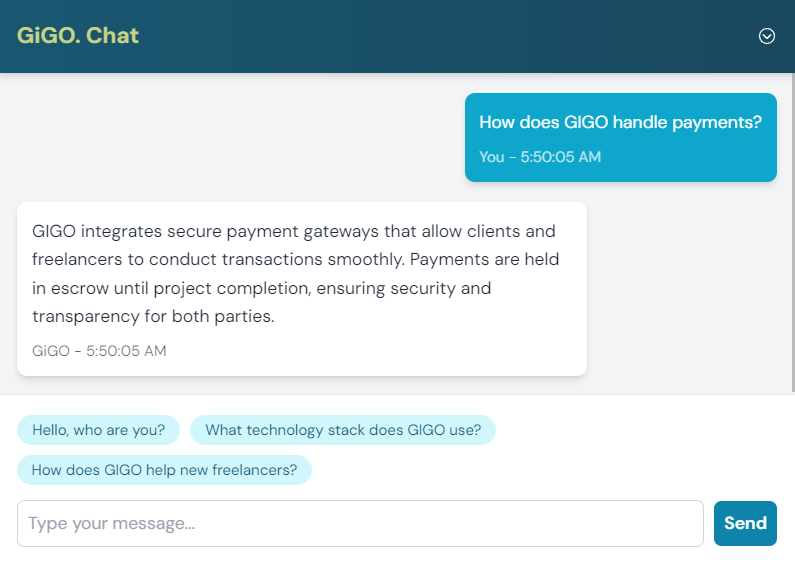 GiGO. Chat
How does GIGO handle payments?
You - 5:50:05 AM
GIGO integrates secure payment gateways that allow clients and
freelancers to conduct transactions smoothly. Payments are held
in escrow until project completion, ensuring security and
transparency for both parties.
GiGO - 5:50:05 AM
Hello, who are you?
What technology stack does GIGO use?
How does GIGO help new freelancers?
Type your message...
Send